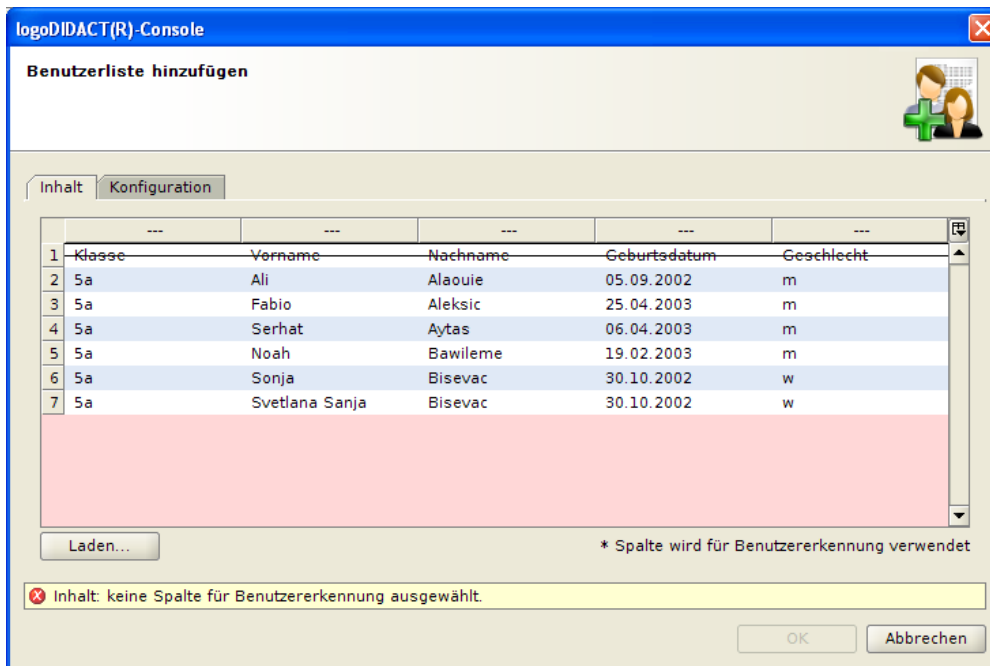 logoDIDACT(R)-Console
Benutzerliste hinzufügen
Inhalt Konfiguration
--- --- --- --- ---
1 Klasse Vorname Nachname Geburtsdatum Geschlecht
2 5a Ali Alaouie 05.09.2002 m
3 5a Fabio Aleksic 25.04.2003 m
4 5a Serhat Aytas 06.04.2003 m
5 5a Noah Bawileme 19.02.2003 m
6 5a Sonja Bisevac 30.10.2002 w
7 5a Svetlana Sanja Bisevac 30.10.2002 w
Laden... * Spalte wird für Benutzererkennung verwendet
Inhalt: keine Spalte für Benutzererkennung ausgewählt.
OK Abbrechen